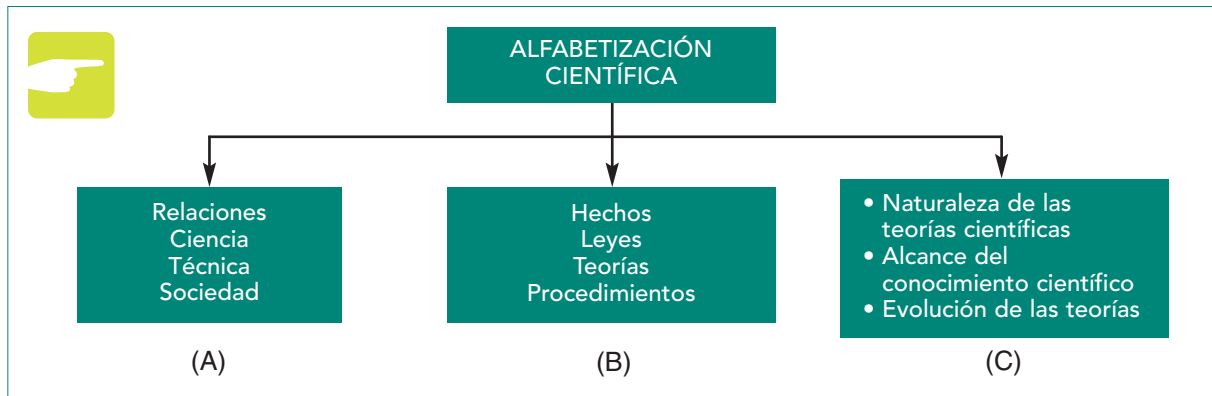 ALFABETIZACIÓN
CIENTÍFICA
Relaciones
Ciencia
Técnica
Sociedad
(A)
Hechos
Leyes
Teorías
Procedimientos
(B)
• Naturaleza de las
teorías científicas
• Alcance del
conocimiento científico
• Evolución de las teorías
(C)